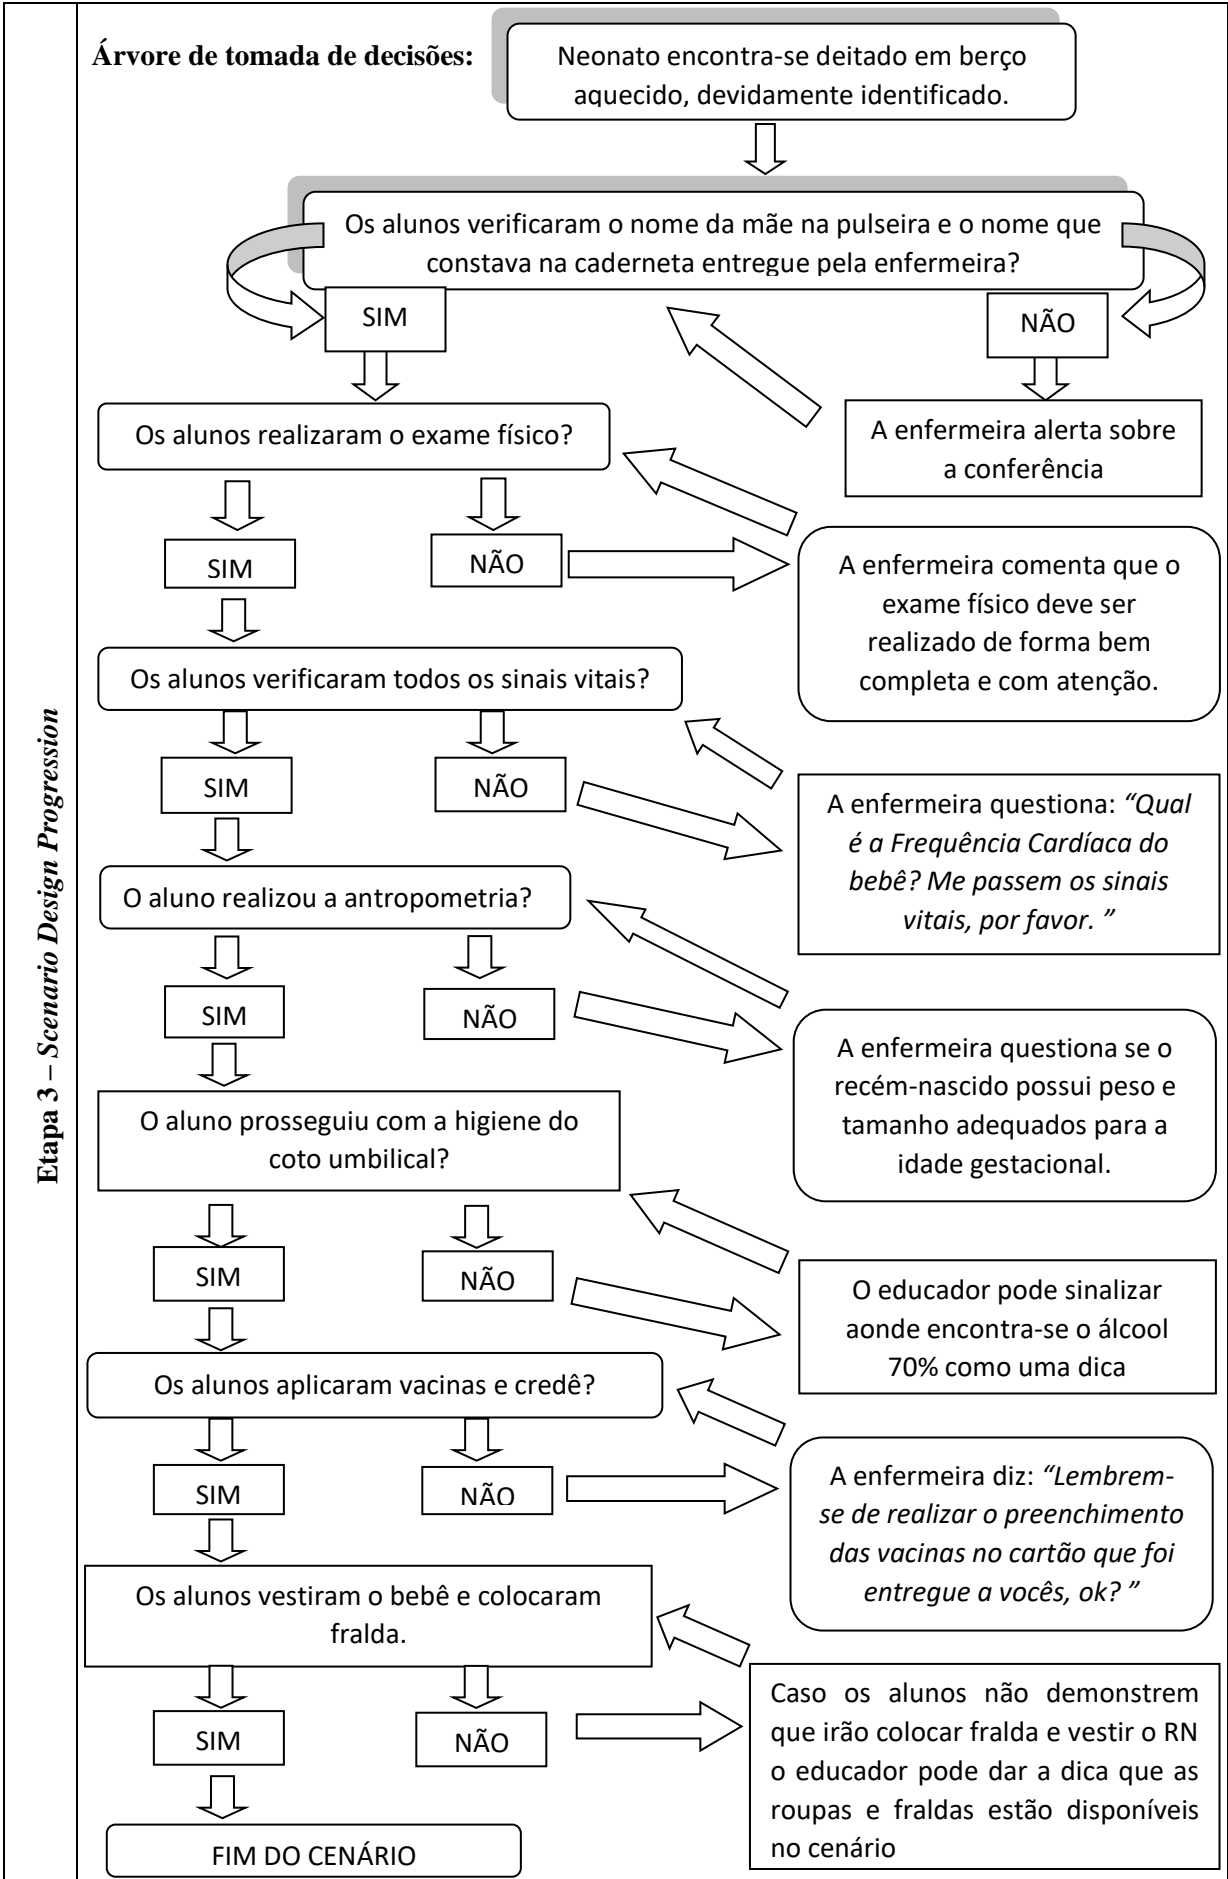 Etapa 3 – Scenario Design Progression
Árvore de tomada de decisões:
Neonato encontra-se deitado em berço
aquecido, devidamente identificado.
Os alunos verificaram o nome da mãe na pulseira e o nome que
constava na caderneta entregue pela enfermeira?
SIM
NÃO
A enfermeira alerta sobre
a conferência
Os alunos realizaram o exame físico?
SIM
NÃO
A enfermeira comenta que o
exame físico deve ser
realizado de forma bem
completa e com atenção.
Os alunos verificaram todos os sinais vitais?
SIM
NÃO
A enfermeira questiona: “Qual
é a Frequência Cardíaca do
bebê? Me passem os sinais
vitais, por favor. ”
O aluno realizou a antropometria?
SIM
NÃO
A enfermeira questiona se o
recém-nascido possui peso e
tamanho adequados para a
idade gestacional.
O aluno prosseguiu com a higiene do
coto umbilical?
SIM
NÃO
O educador pode sinalizar
aonde encontra-se o álcool
70% como uma dica
Os alunos aplicaram vacinas e credê?
SIM
NÃO
A enfermeira diz: “Lembrem-
se de realizar o preenchimento
das vacinas no cartão que foi
entregue a vocês, ok? ”
Os alunos vestiram o bebê e colocaram
fralda.
SIM
NÃO
Caso os alunos não demonstrem
que irão colocar fralda e vestir o RN
o educador pode dar a dica que as
roupas e fraldas estão disponíveis
no cenário
FIM DO CENÁRIO